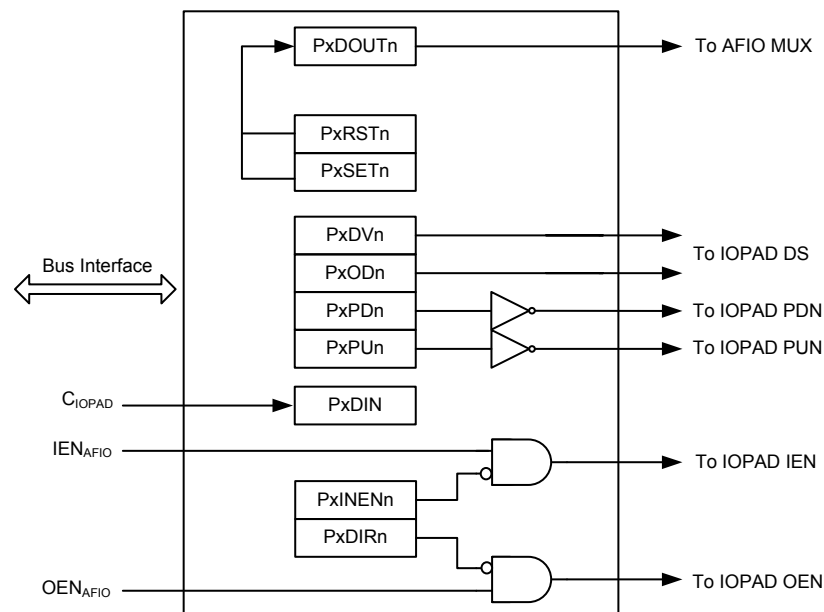 PxDOUTn
To AFIO MUX
PxRSTn
PxSETn
PxDVn
To IOPAD DS
Bus Interface
PxODn
PxPDn
To IOPAD PDN
PxPUn
To IOPAD PUN
CIOPAD
PxDIN
IENAFIO
To IOPAD IEN
PxINENn
PxDIRn
OENAFIO
To IOPAD OEN